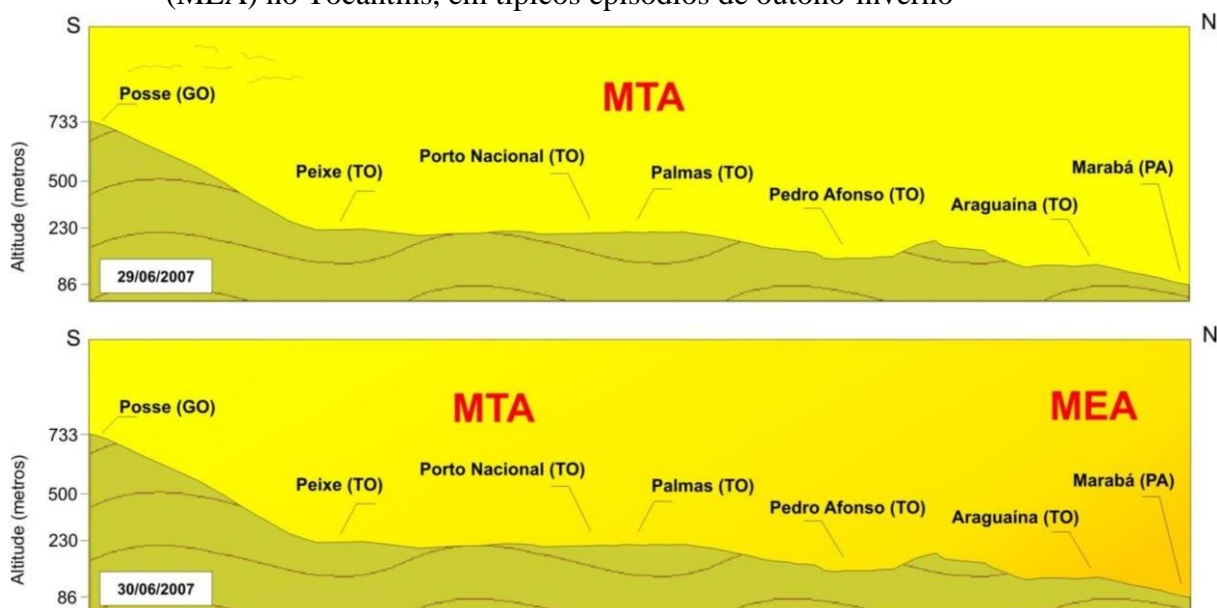 (MEA) no Tocantins, em típicos episódios de outono-inverno
S
N
Posse (GO)
MTA
733
Porto Nacional (TO)
Marabá (PA)
Peixe (TO)
Palmas (TO)
500
Pedro Afonso (TO)
Araguaína (TO)
230
Altitude (metros)
29/06/2007
86
S
N
Posse (GO)
MTA
MEA
733
Porto Nacional (TO)
Marabá (PA)
Peixe (TO)
Palmas (TO)
500
Pedro Afonso (TO)
Araguaína (TO)
230
Altitude (metros)
30/06/2007
86